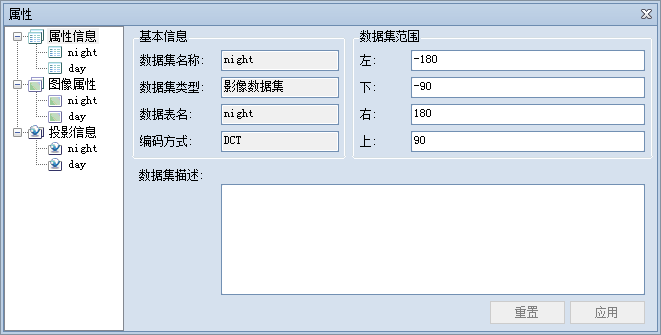 属性
属性信息
night
day
图像属性
night
day
投影信息
night
day
基本信息
数据集名称: night
数据集类型: 影像数据集
数据表名: night
编码方式: DCT
数据集范围
左: -180
下: -90
右: 180
上: 90
数据集描述:
重置 应用